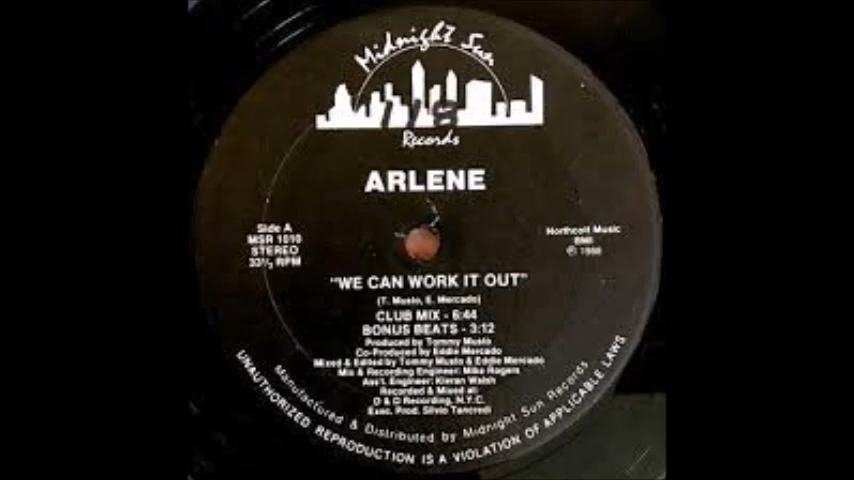 Midnight Sun
118
Records
ARLENE
Side A
MSR 1010
STEREO
33⅓ RPM
Northcott Music
BMI
℗ 1988
"WE CAN WORK IT OUT"
(T. Musto, E. Mercado)
CLUB MIX - 6:44
BONUS BEATS - 3:12
Produced by Tommy Musto
Co-Produced by Eddie Mercado
Mixed & Edited by Tommy Musto & Eddie Mercado
Mix & Recording Engineer: Mike Rogers
Ass't. Engineer: Kieran Walsh
Recorded & Mixed at:
D & D Recording, N.Y.C.
Exec. Prod. Silvio Tancredi
Manufactured & Distributed by Midnight Sun Records
UNAUTHORIZED REPRODUCTION IS A VIOLATION OF APPLICABLE LAWS